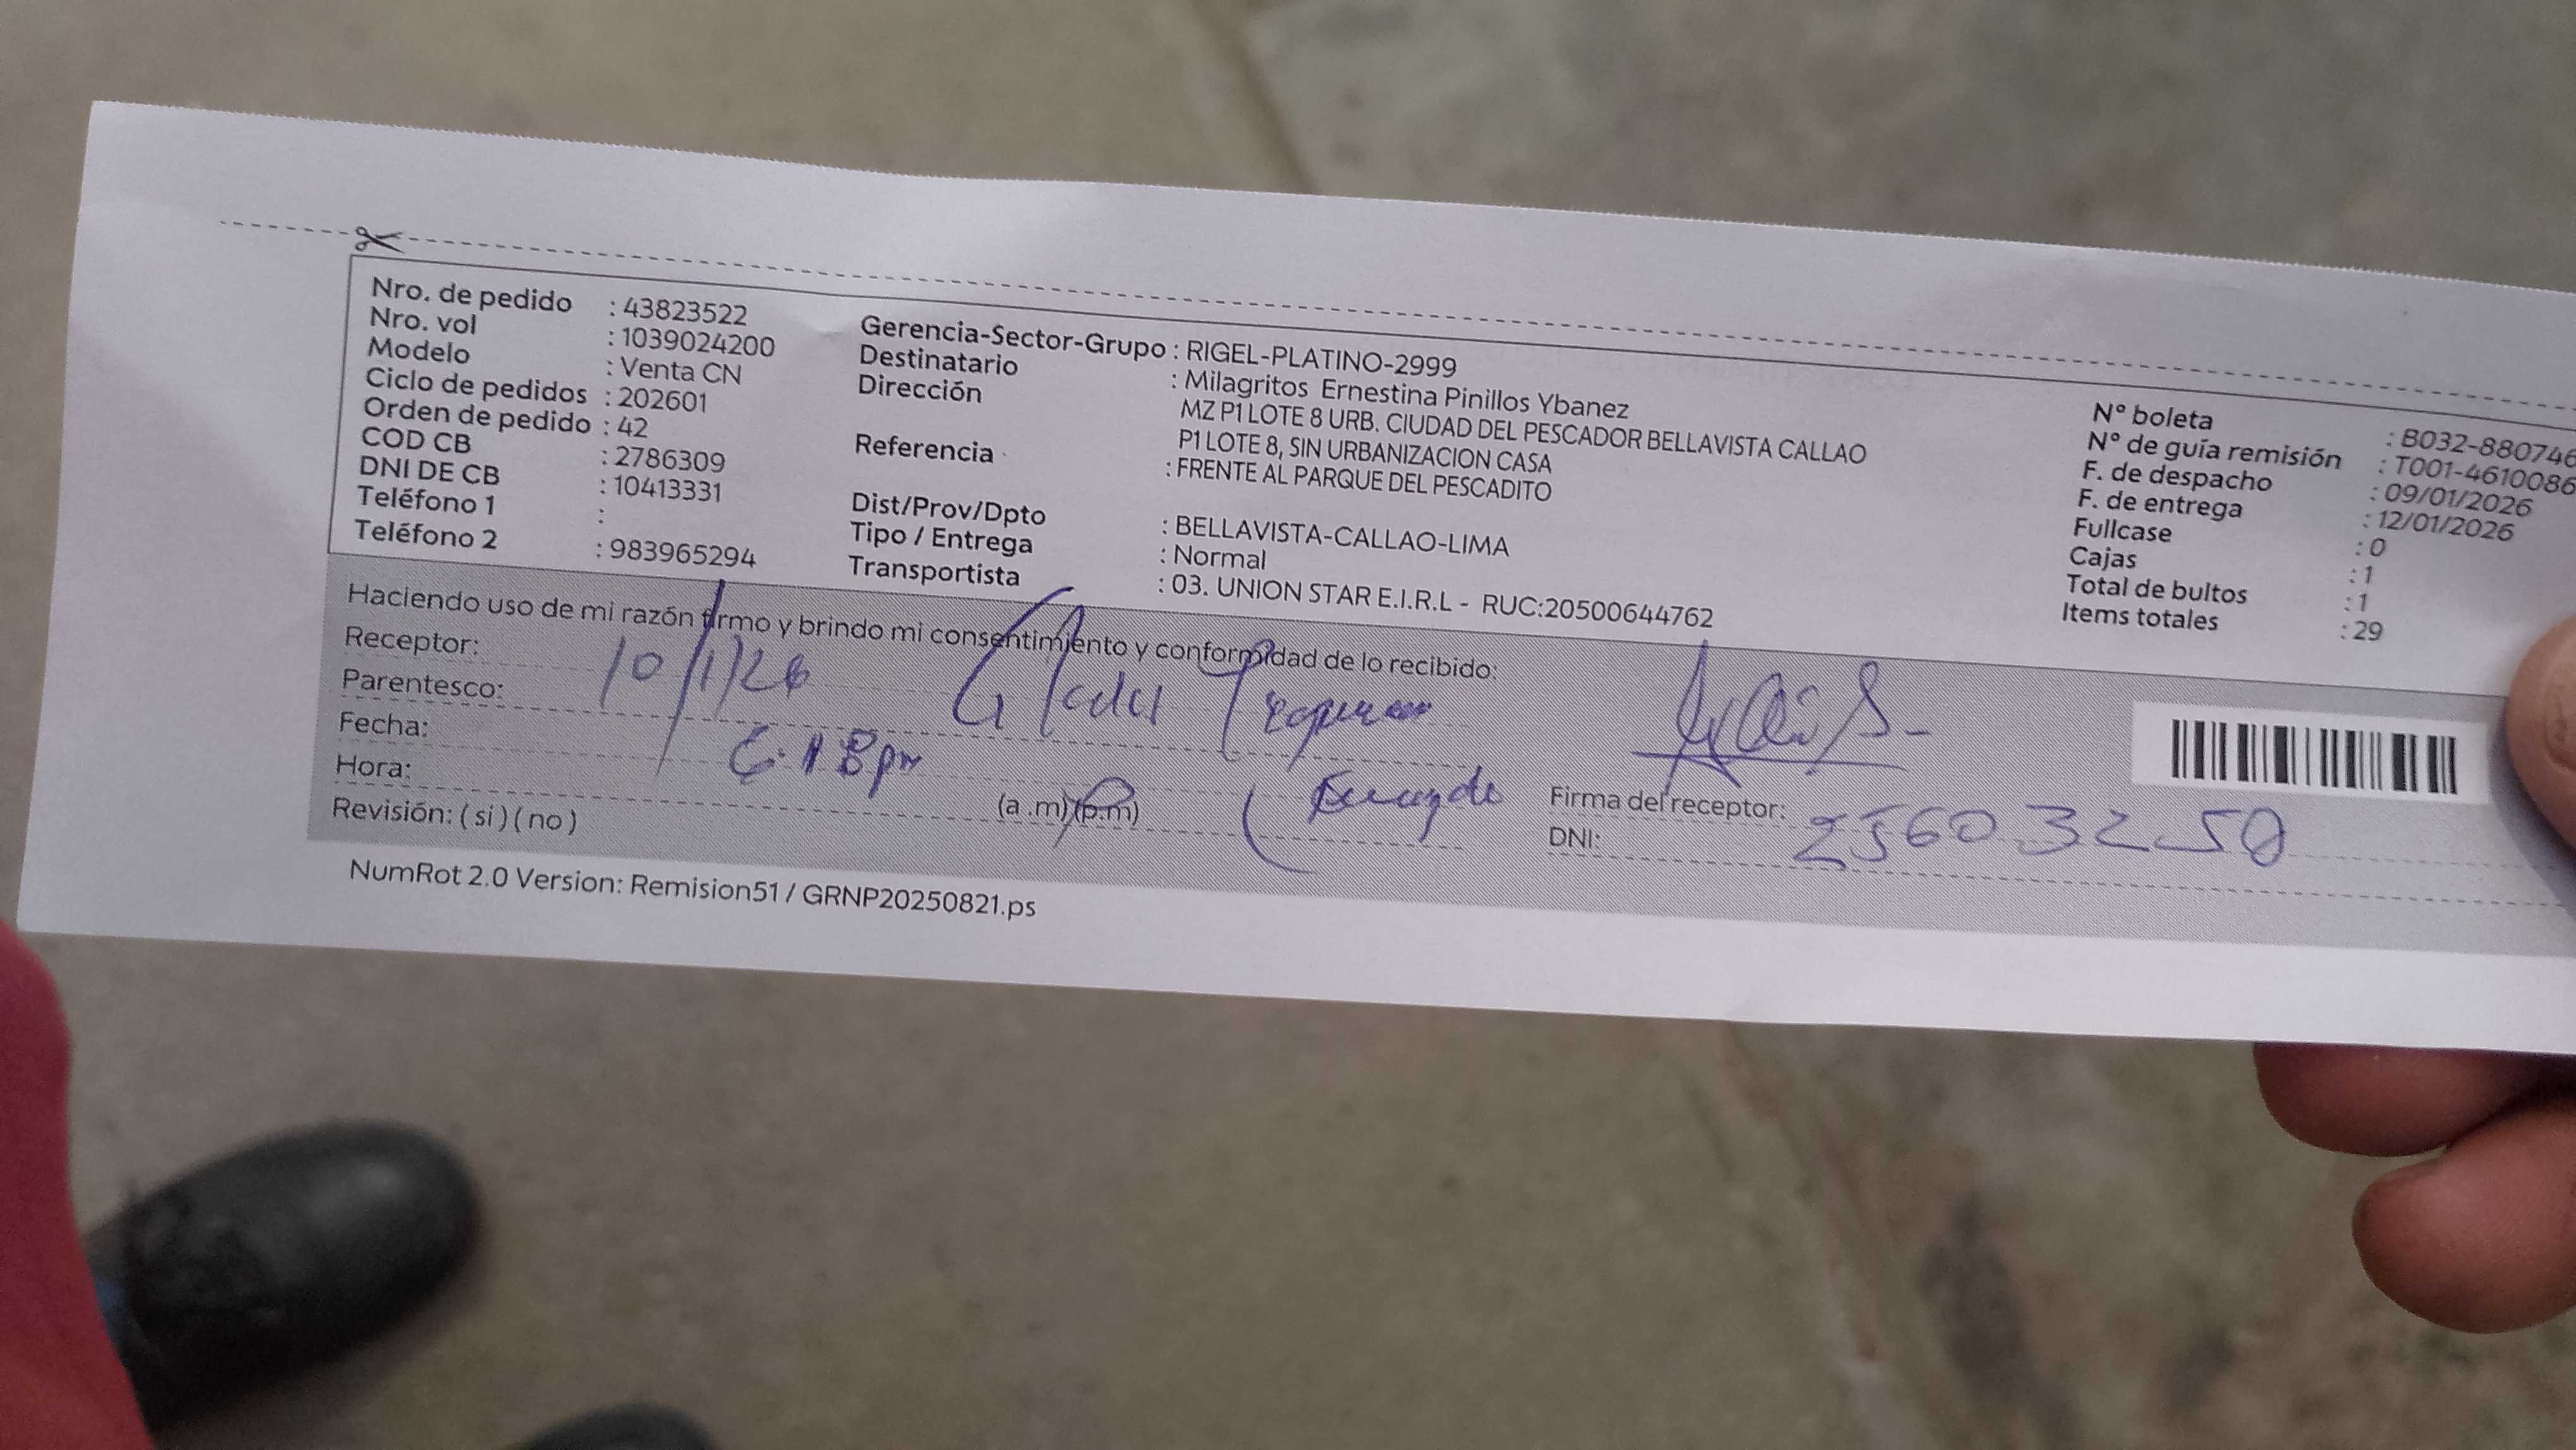 Nro. de pedido : 43823522
Nro. vol : 1039024200
Modelo : Venta CN
Ciclo de pedidos : 202601
Orden de pedido : 42
COD CB : 2786309
DNI DE CB : 10413331
Teléfono 1 :
Teléfono 2 : 983965294
Gerencia-Sector-Grupo : RIGEL-PLATINO-2999
Destinatario : Milagritos Ernestina Pinillos Ybanez
Dirección MZ P1 LOTE 8 URB. CIUDAD DEL PESCADOR BELLAVISTA CALLAO
P1 LOTE 8, SIN URBANIZACION CASA
Referencia : FRENTE AL PARQUE DEL PESCADITO
Dist/Prov/Dpto : BELLAVISTA-CALLAO-LIMA
Tipo / Entrega : Normal
Transportista : 03. UNION STAR E.I.R.L - RUC:20500644762
N° boleta : B032-880746
N° de guía remisión : T001-4610086
F. de despacho : 09/01/2026
F. de entrega : 12/01/2026
Fullcase : 0
Cajas : 1
Total de bultos : 1
Items totales : 29
Haciendo uso de mi razón firmo y brindo mi consentimiento y conformidad de lo recibido:
Receptor:
Parentesco: 10/1/26
Fecha:
Hora: 6:18pm (a.m)(p.m)
Revisión: ( si ) ( no )
Firma del receptor:
DNI: 25603250
NumRot 2.0 Version: Remision51 / GRNP20250821.ps